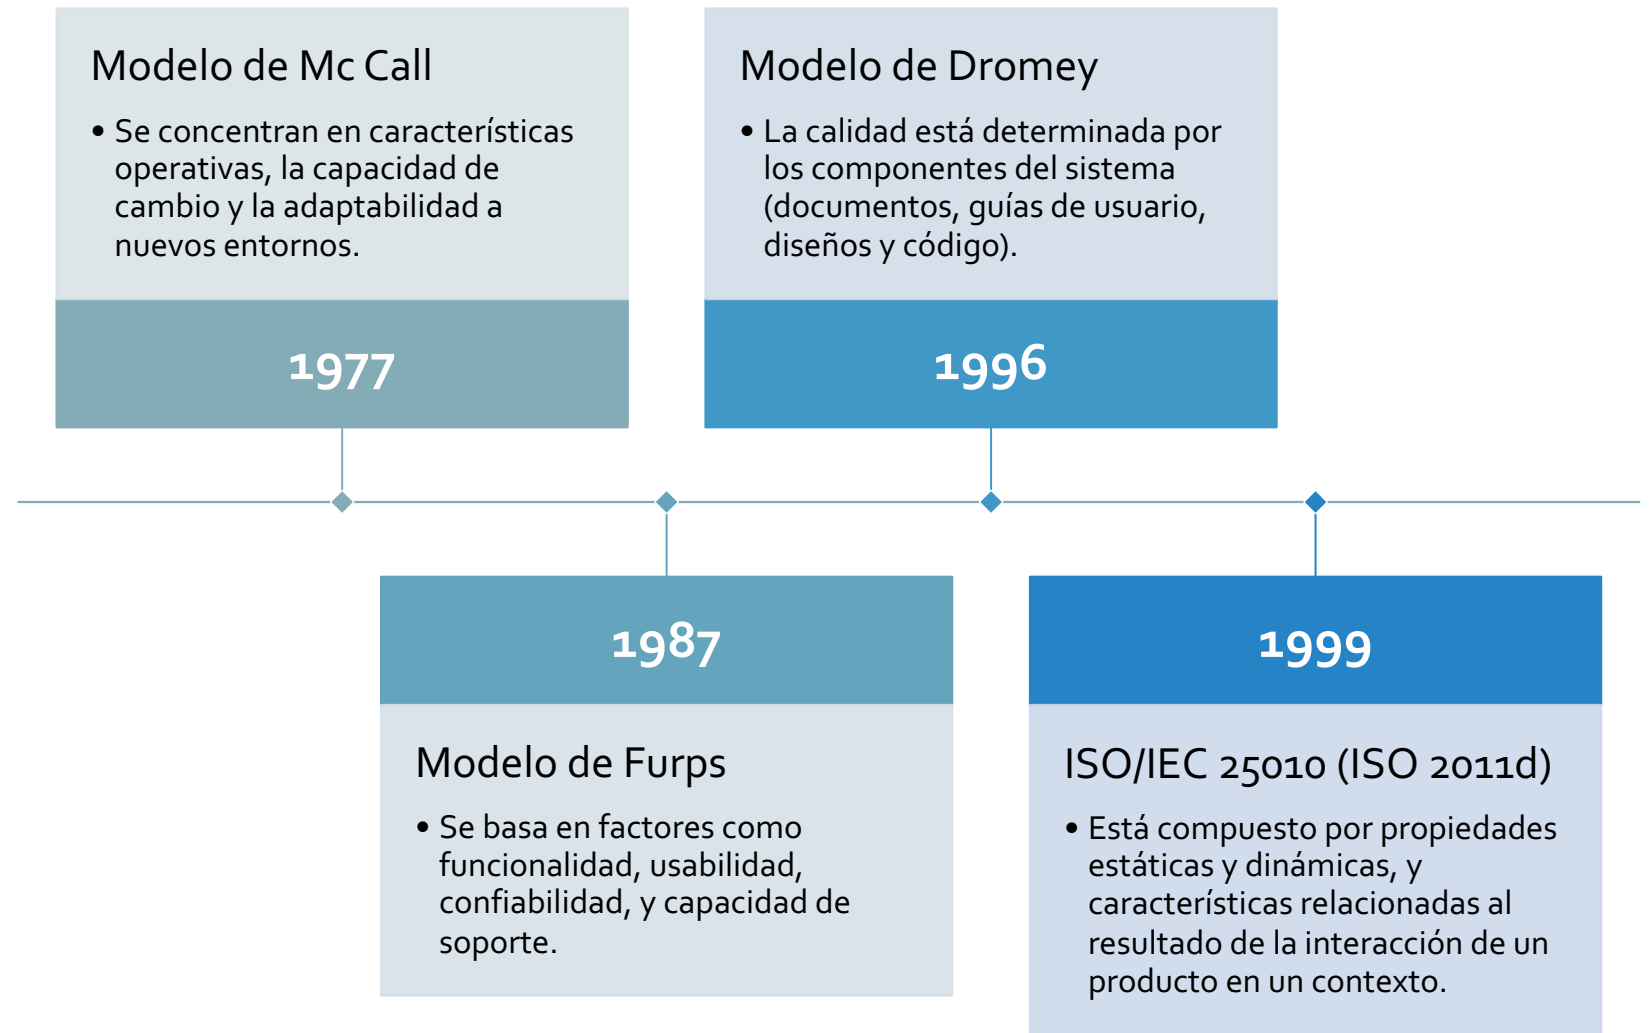 Modelo de Mc Call
• Se concentran en características
operativas, la capacidad de
cambio y la adaptabilidad a
nuevos entornos.
1977
Modelo de Dromey
• La calidad está determinada por
los componentes del sistema
(documentos, guías de usuario,
diseños y código).
1996
1987
Modelo de Furps
• Se basa en factores como
funcionalidad, usabilidad,
confiabilidad, y capacidad de
soporte.
1999
ISO/IEC 25010 (ISO 2011d)
• Está compuesto por propiedades
estáticas y dinámicas, y
características relacionadas al
resultado de la interacción de un
producto en un contexto.